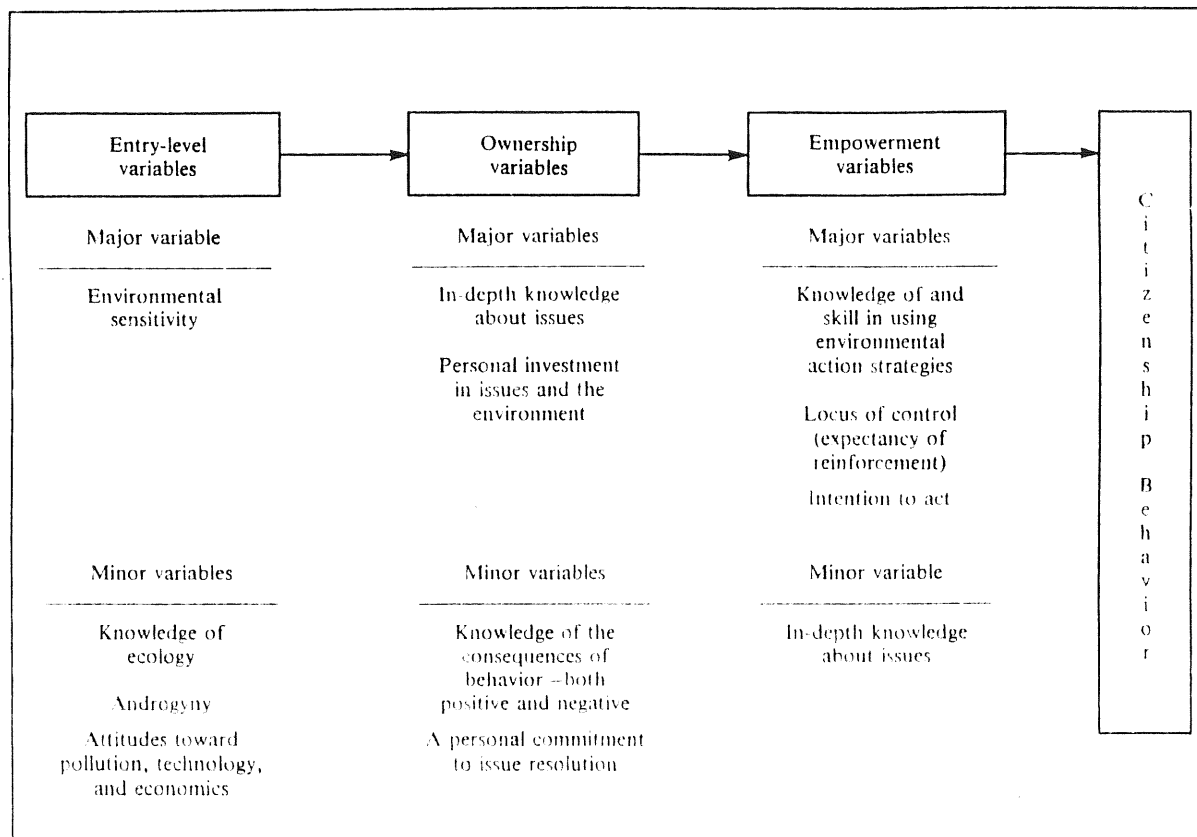 Entry-level
variables
Ownership
variables
Empowerment
variables
Major variable
Environmental
sensitivity
Major variables
In-depth knowledge
about issues
Personal investment
in issues and the
environment
Major variables
Knowledge of and
skill in using
environmental
action strategies
Locus of control
(expectancy of
reinforcement)
Intention to act
Minor variables
Knowledge of
ecology
Androgyny
Attitudes toward
pollution, technology,
and economics
Minor variables
Knowledge of the
consequences of
behavior –both
positive and negative
A personal commitment
to issue resolution
Minor variable
In-depth knowledge
about issues
Citizenship Behavior